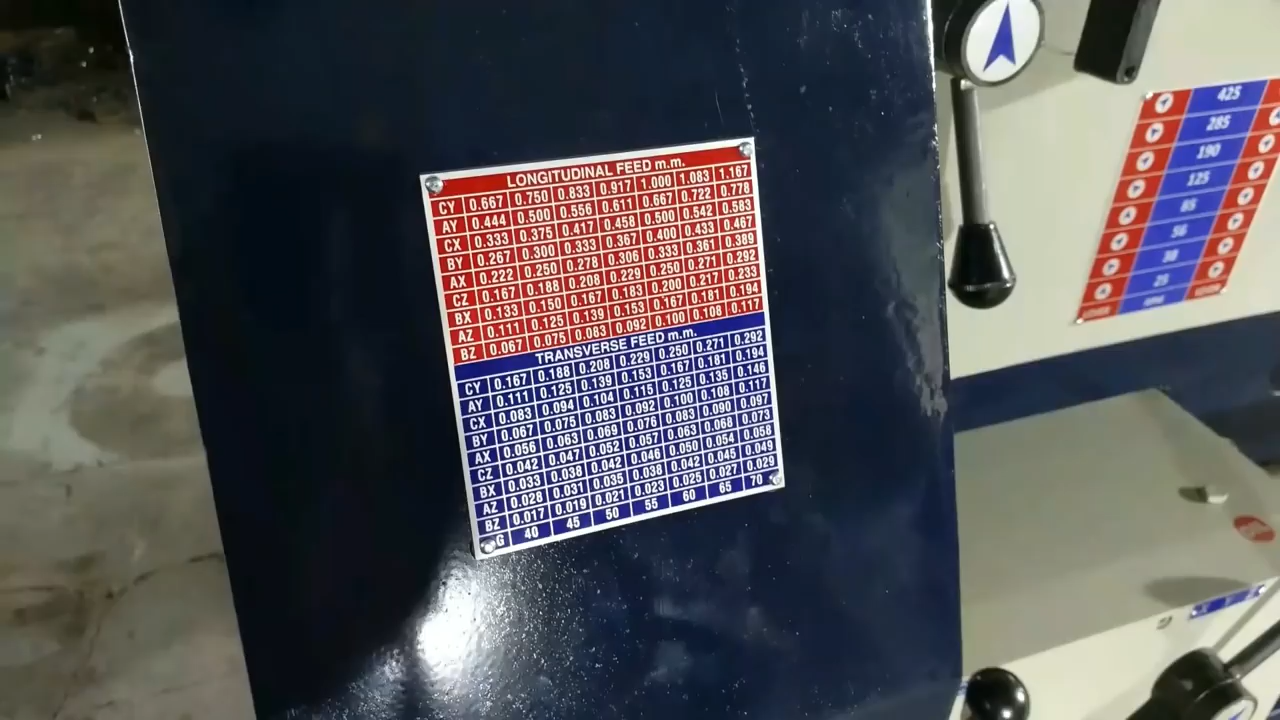 LONGITUDINAL FEED m.m.
CY 0.667 0.750 0.833 0.917 1.000 1.083 1.167
AY 0.444 0.500 0.556 0.611 0.667 0.722 0.778
CX 0.333 0.375 0.417 0.458 0.500 0.542 0.583
BY 0.267 0.300 0.333 0.367 0.400 0.433 0.467
AX 0.222 0.250 0.278 0.306 0.333 0.361 0.389
CZ 0.167 0.188 0.208 0.229 0.250 0.271 0.292
BX 0.133 0.150 0.167 0.183 0.200 0.217 0.233
AZ 0.111 0.125 0.139 0.153 0.167 0.181 0.194
BZ 0.067 0.075 0.083 0.092 0.100 0.108 0.117
TRANSVERSE FEED m.m.
CY 0.167 0.188 0.208 0.229 0.250 0.271 0.292
AY 0.111 0.125 0.139 0.153 0.167 0.181 0.194
CX 0.083 0.094 0.104 0.115 0.125 0.135 0.146
BY 0.067 0.075 0.083 0.092 0.100 0.108 0.117
AX 0.056 0.063 0.069 0.076 0.083 0.090 0.097
CZ 0.042 0.047 0.052 0.057 0.063 0.068 0.073
BX 0.033 0.038 0.042 0.046 0.050 0.054 0.058
AZ 0.028 0.031 0.035 0.038 0.042 0.045 0.049
BZ 0.017 0.019 0.021 0.023 0.025 0.027 0.029
G 40 45 50 55 60 65 70
425
285
190
125
85
56
38
25